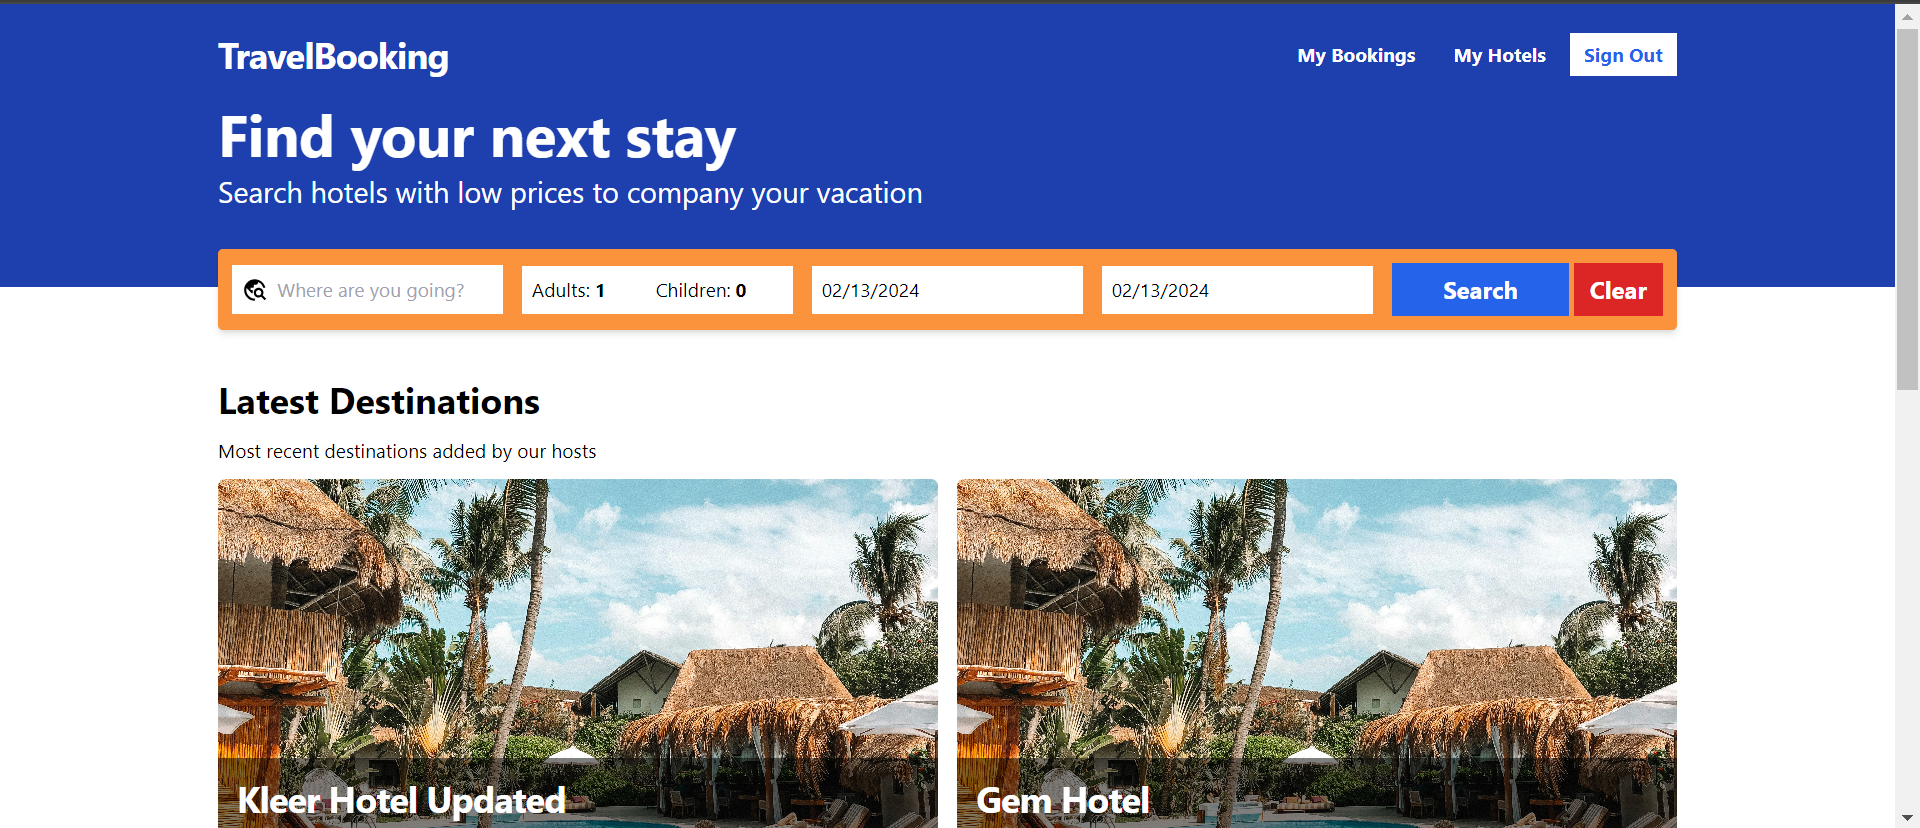 TravelBooking
My Bookings My Hotels Sign Out
Find your next stay
Search hotels with low prices to company your vacation
Where are you going? Adults: 1 Children: 0 02/13/2024 02/13/2024 Search Clear
Latest Destinations
Most recent destinations added by our hosts
Kleer Hotel Updated
Gem Hotel